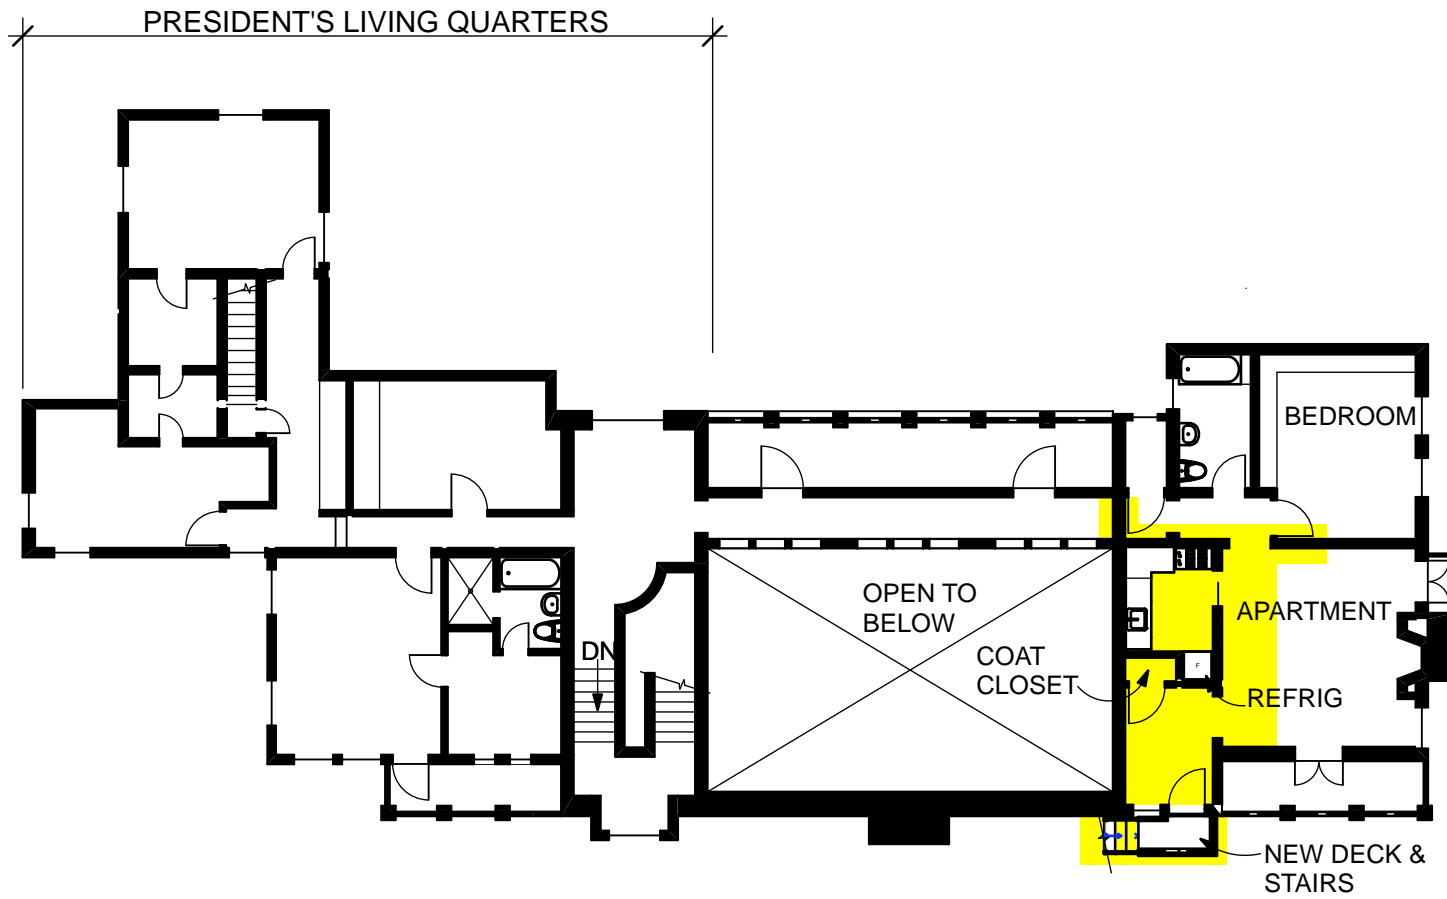 PRESIDENT'S LIVING QUARTERS
BEDROOM
OPEN TO
BELOW
APARTMENT
COAT
CLOSET
DN
F
REFRIG
NEW DECK &
STAIRS